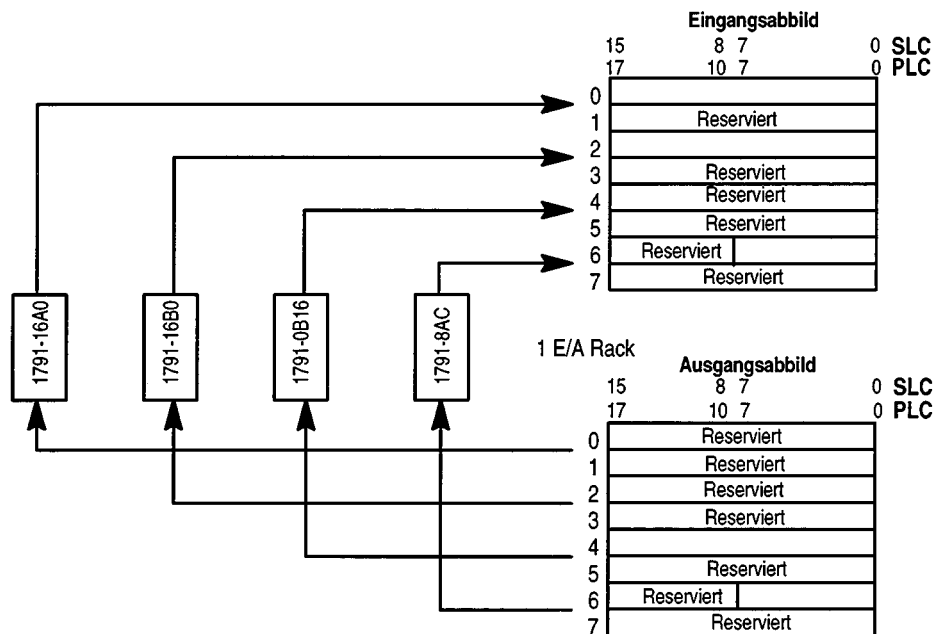 Eingangsabbild
15 8 7 0 SLC
17 10 7 0 PLC
0
1 Reserviert
2
3 Reserviert
4 Reserviert
5 Reserviert
6 Reserviert
7 Reserviert
1791-16A0
1791-16B0
1791-0B16
1791-8AC
1 E/A Rack
Ausgangsabbild
15 8 7 0 SLC
17 10 7 0 PLC
0 Reserviert
1 Reserviert
2 Reserviert
3 Reserviert
4
5 Reserviert
6 Reserviert
7 Reserviert